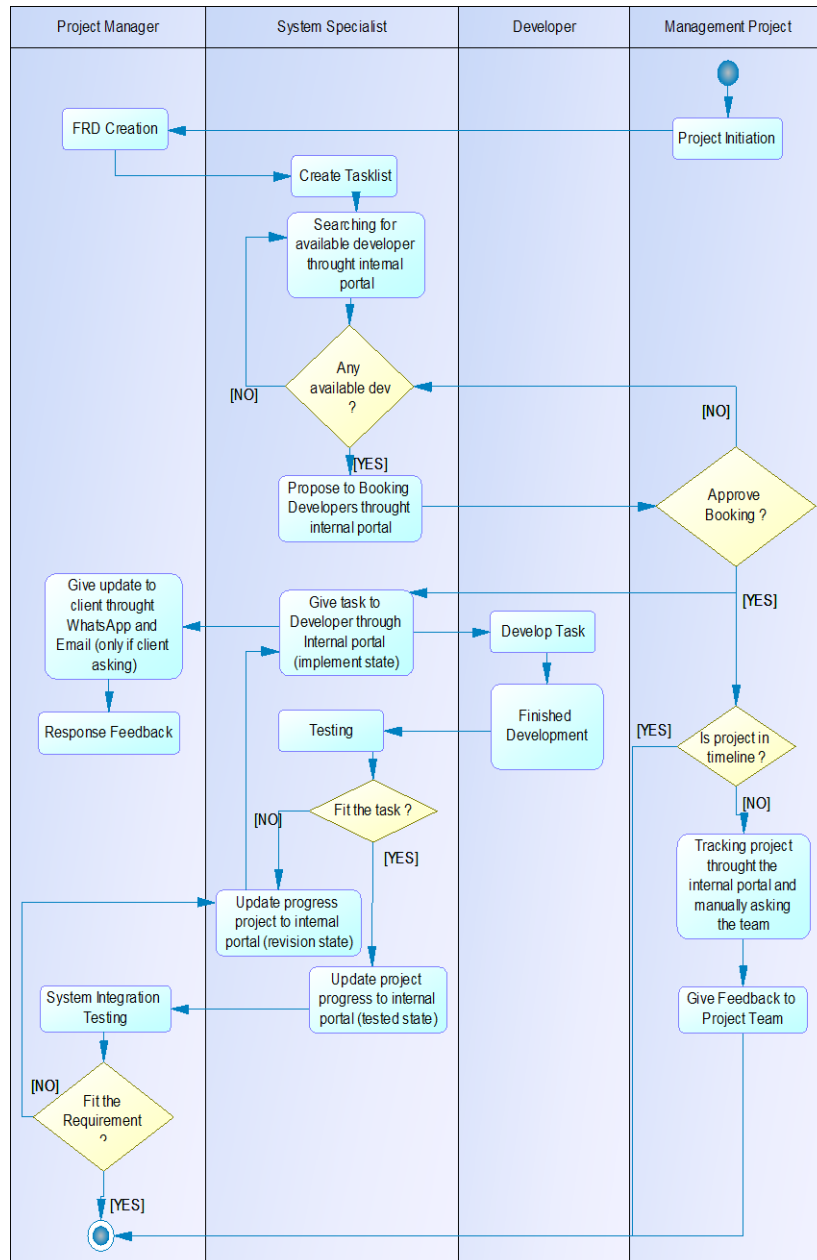 Project Manager
System Specialist
Developer
Management Project
FRD Creation
Project Initiation
Create Tasklist
Searching for
available developer
throught internal
portal
Any
available dev
?
[NO]
[NO]
[YES]
Propose to Booking
Developers throught
internal portal
Approve
Booking ?
Give update to
client throught
WhatsApp and
Email (only if client
asking)
Give task to
Developer through
Internal portal
(implement state)
Develop Task
[YES]
Response Feedback
Testing
Finished
Development
[YES]
Is project in
timeline ?
Fit the task ?
[NO]
[YES]
[NO]
Tracking project
throught the
internal portal and
manually asking
the team
Update progress
project to internal
portal (revision state)
System Integration
Testing
Update project
progress to internal
portal (tested state)
Give Feedback to
Project Team
[NO]
Fit the
Requirement
?
[YES]